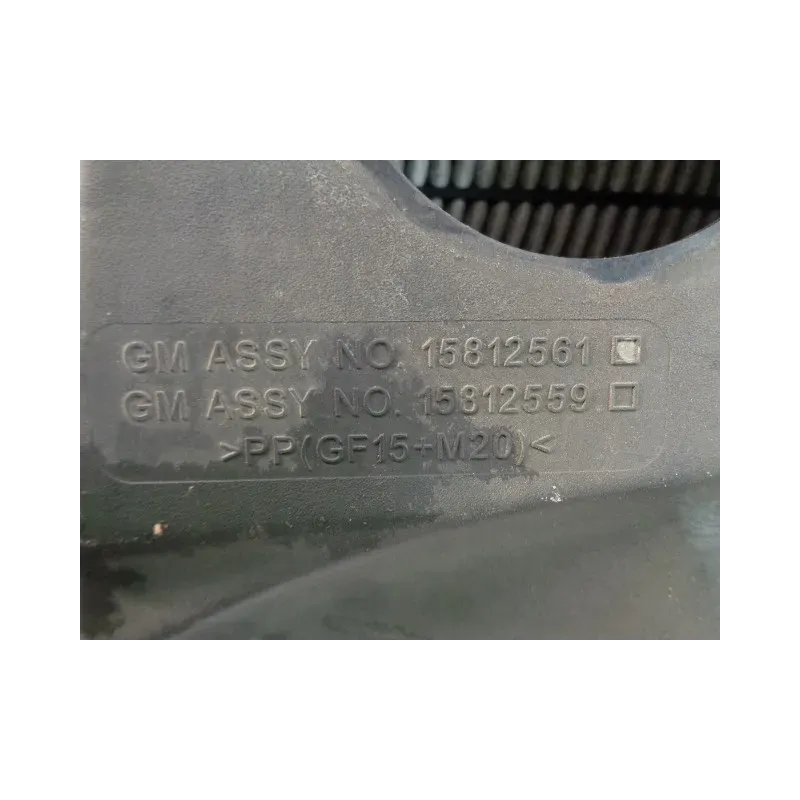 GM ASSY NO. 15812561
GM ASSY NO. 15812559
>PP(GF15+M20)<